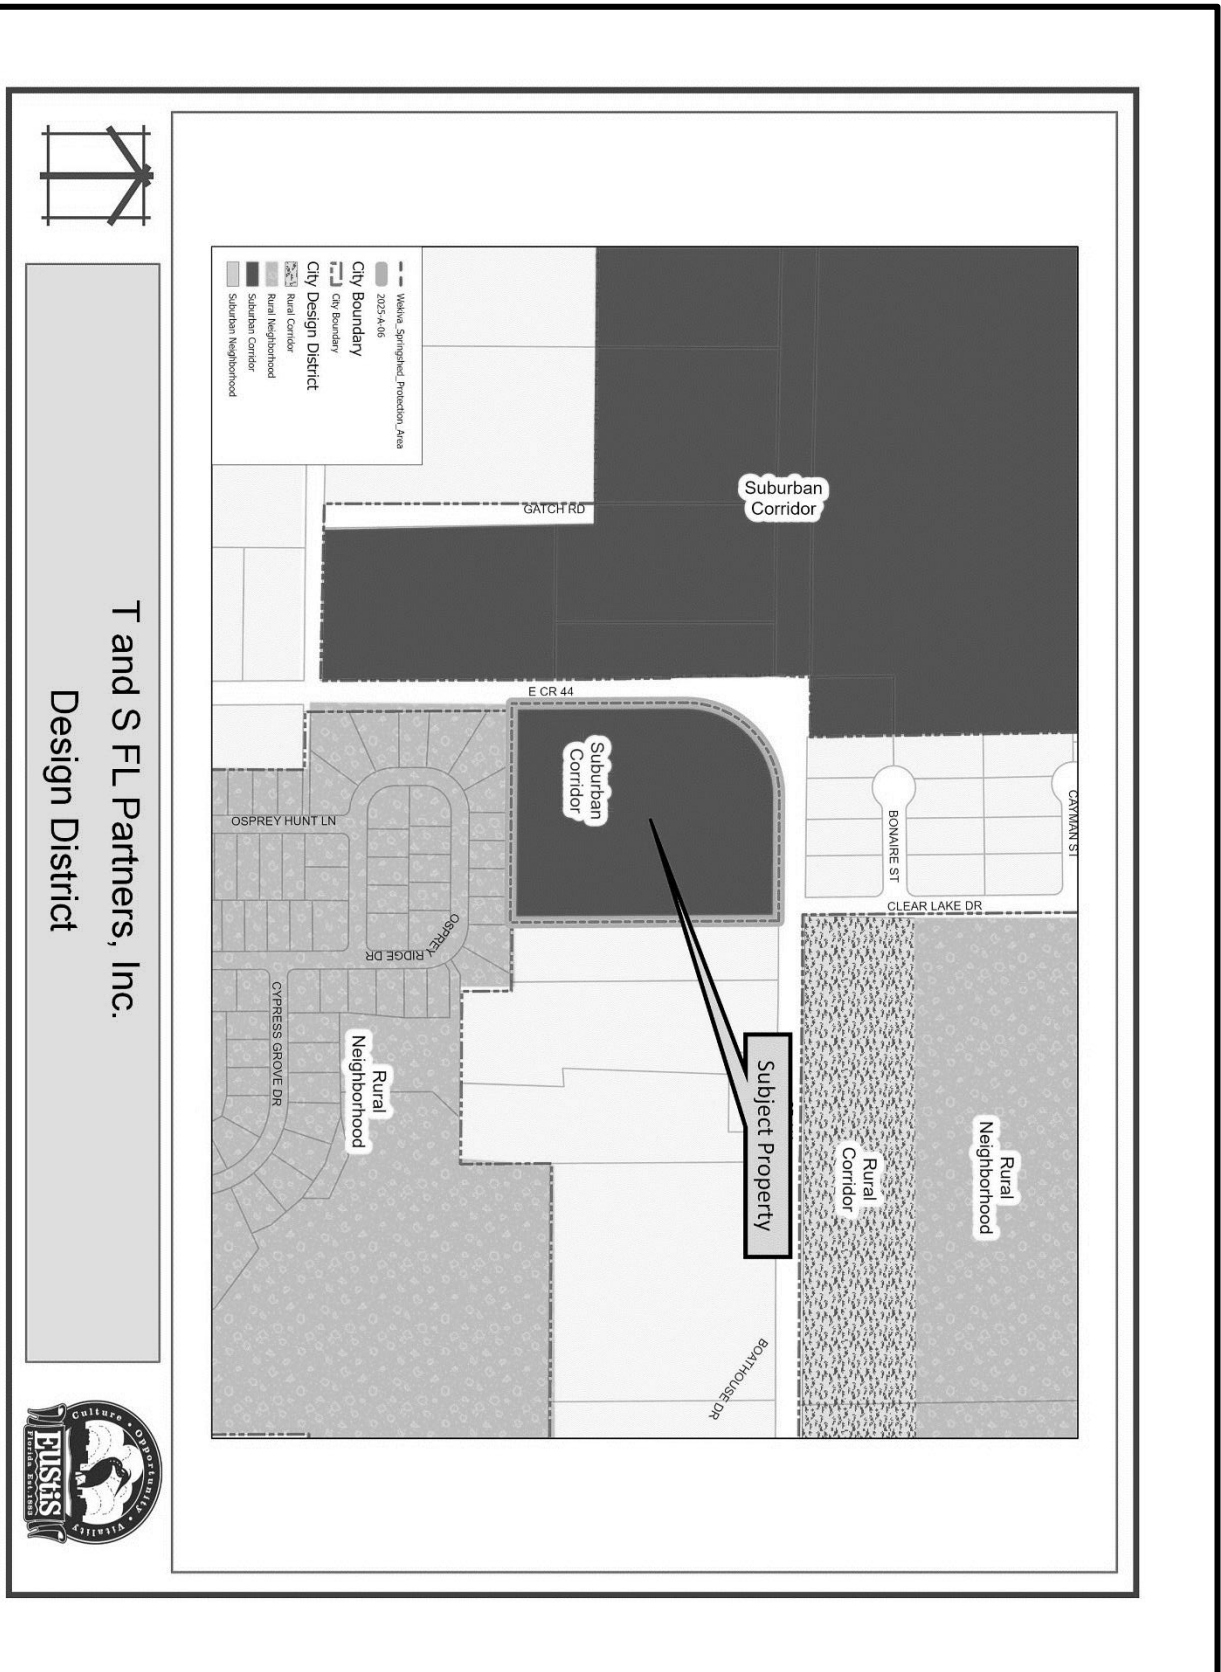 Suburban
Corridor
GATCH RD
E CR 44
Suburban
Corridor
CAYMAN ST
BONAIRE ST
CLEAR LAKE DR
OSPREY HUNT LN
OSPREY RIDGE DR
CYPRESS GROVE DR
Rural
Neighborhood
Subject Property
Rural
Corridor
Rural
Neighborhood
BOATHOUSE DR
Wekiva_Springshed_Protection_Area
2025-A-06
City Boundary
City Boundary
City Design District
Rural Corridor
Rural Neighborhood
Suburban Corridor
Suburban Neighborhood
T and S FL Partners, Inc.
Design District
Culture • Opportunity • Vitality
EUSTIS
Florida Est.1883